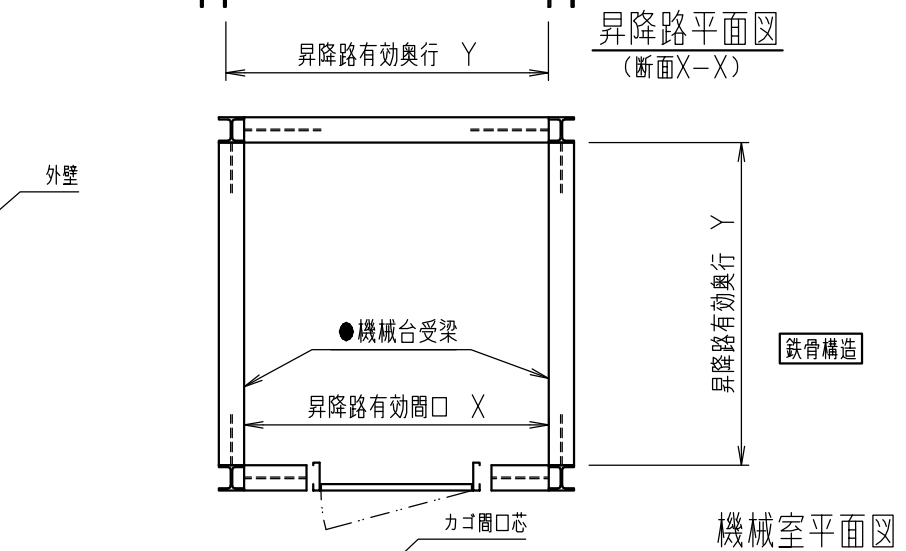 昇降路平面図
(断面X-X)
昇降路有効奥行 Y
外壁
●機械台受梁
昇降路有効間口 X
昇降路有効奥行 Y
鉄骨構造
カゴ間口芯
機械室平面図